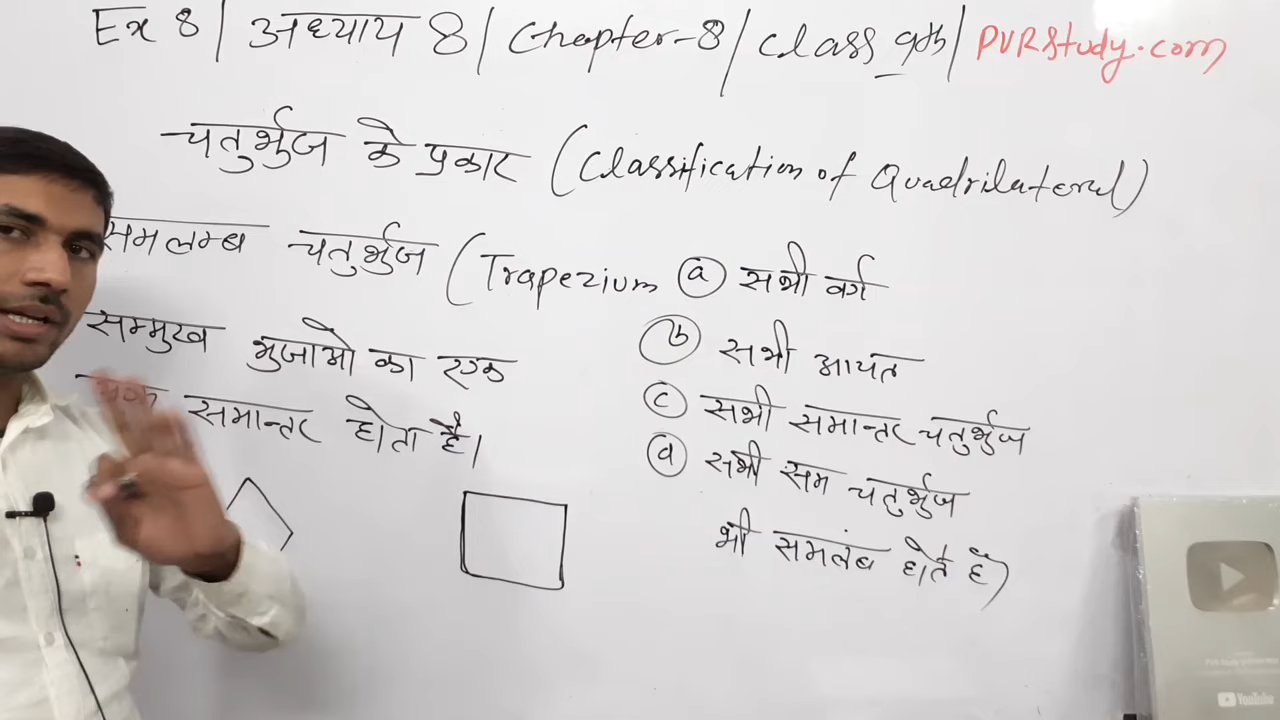 Ex 8 | अध्याय 8 | Chapter-8 | Class 9th | PVRStudy.com
चतुर्भुज के प्रकार (Classification of Quadrilateral)
समलम्ब चतुर्भुज (Trapezium
सम्मुख भुजाओ का एक
समान्तर होता है।
(a) सभी वर्ग
(b) सभी आयत
(c) सभी समान्तर चतुर्भुज
(d) सभी सम चतुर्भुज
भी समलंब होते हैं)
YouTube